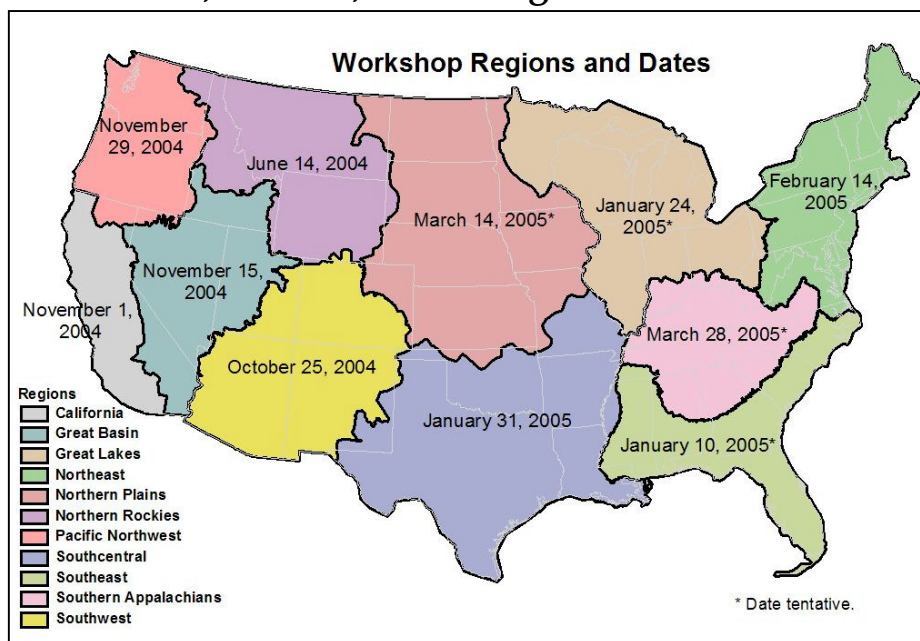 Workshop Regions and Dates
November
29, 2004
June 14, 2004
March 14, 2005*
January 24,
2005*
February 14,
2005
November 15,
2004
November 1,
2004
October 25, 2004
March 28, 2005*
January 31, 2005
January 10, 2005*
Regions
California
Great Basin
Great Lakes
Northeast
Northern Plains
Northern Rockies
Pacific Northwest
Southcentral
Southeast
Southern Appalachians
Southwest
* Date tentative.